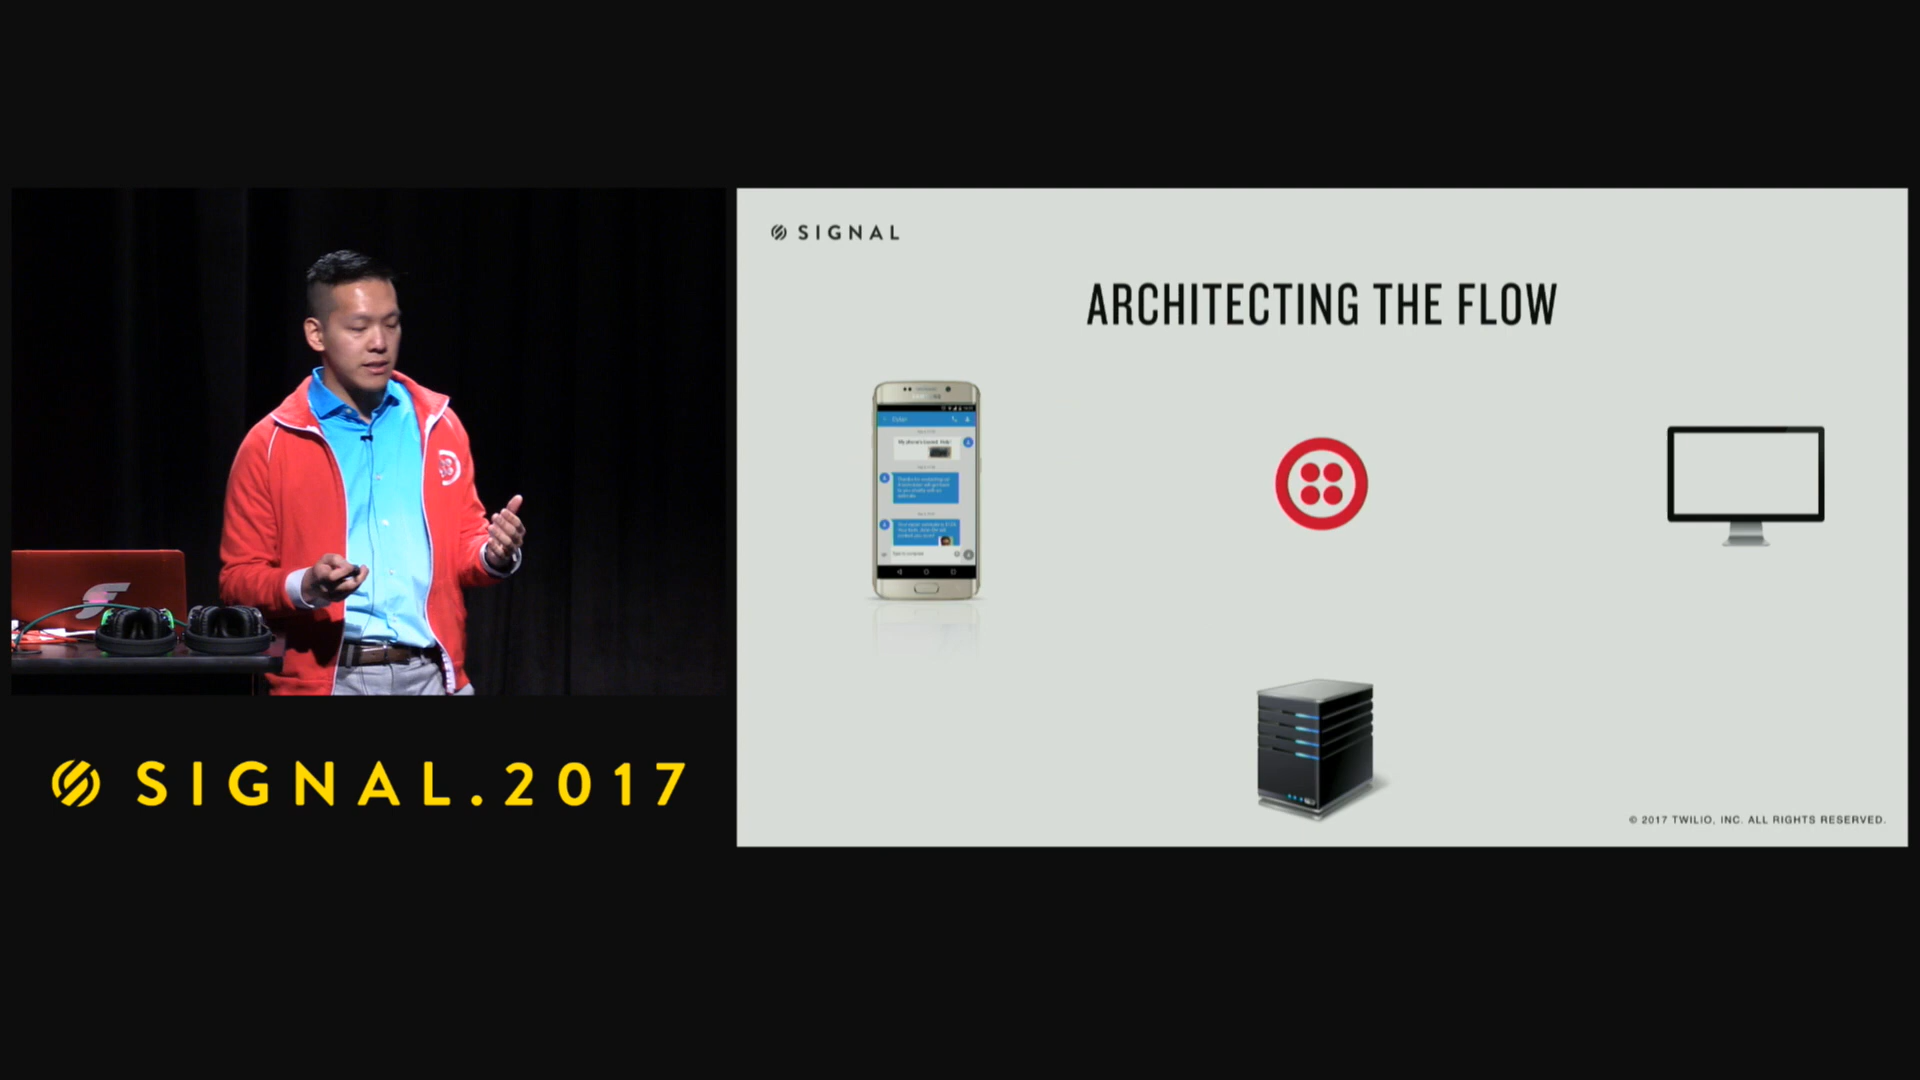 SIGNAL
ARCHITECTING THE FLOW
© 2017 TWILIO, INC. ALL RIGHTS RESERVED.
SIGNAL.2017